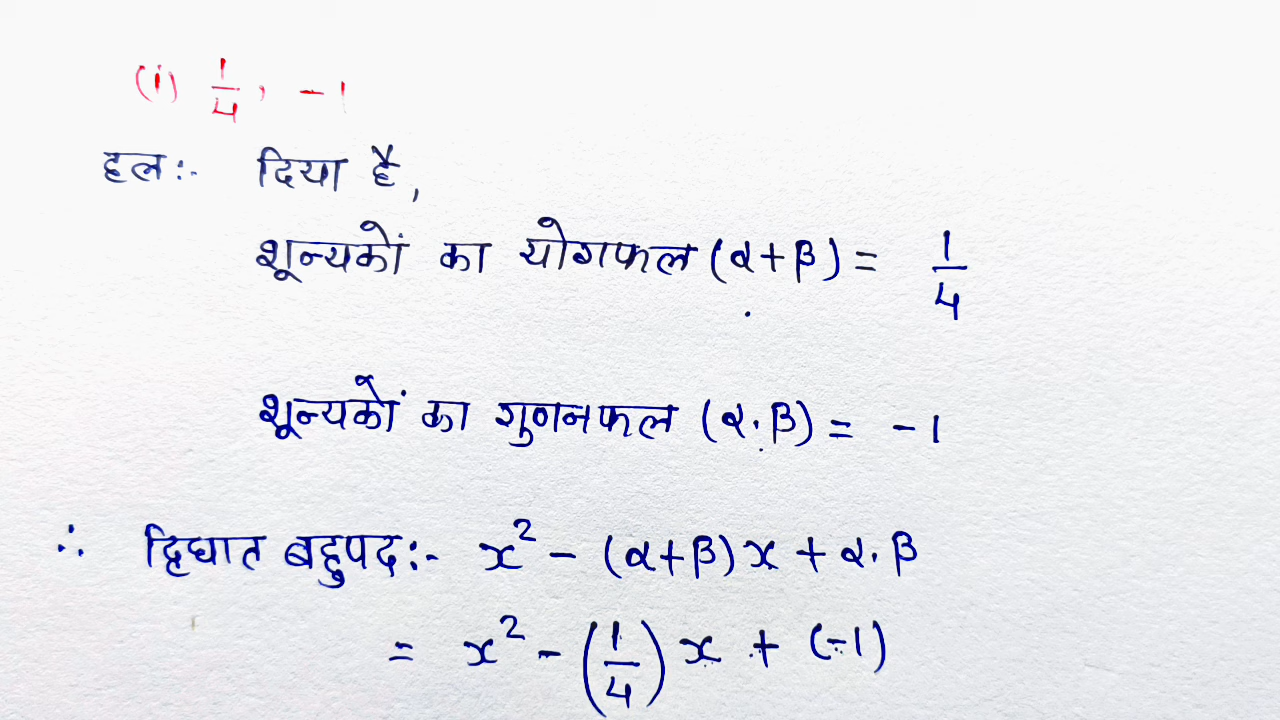 (i) 1/4, -1
हल:- दिया है,
शून्यकों का योगफल (α+β) = 1/4
शून्यकों का गुणनफल (α.β) = -1
∴ द्विघात बहुपद:- x² - (α+β)x + α.β
= x² - (1/4)x + (-1)